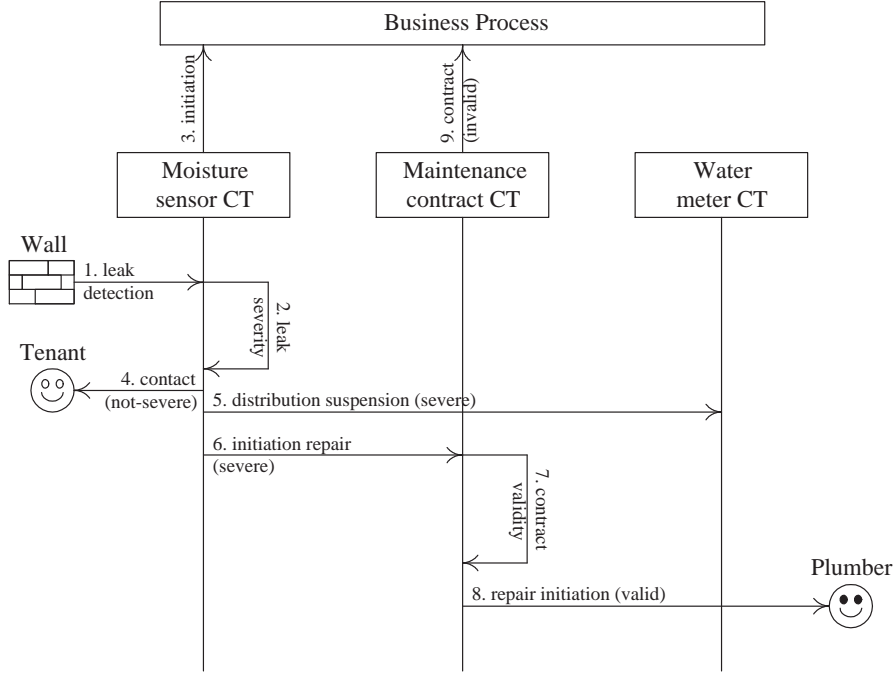 Business Process
3. initiation
9. contract
(invalid)
Moisture
sensor CT
Maintenance
contract CT
Water
meter CT
Wall
1. leak
detection
2. leak
severity
Tenant
4. contact
(not-severe)
5. distribution suspension (severe)
6. initiation repair
(severe)
7. contract
validity
Plumber
8. repair initiation (valid)